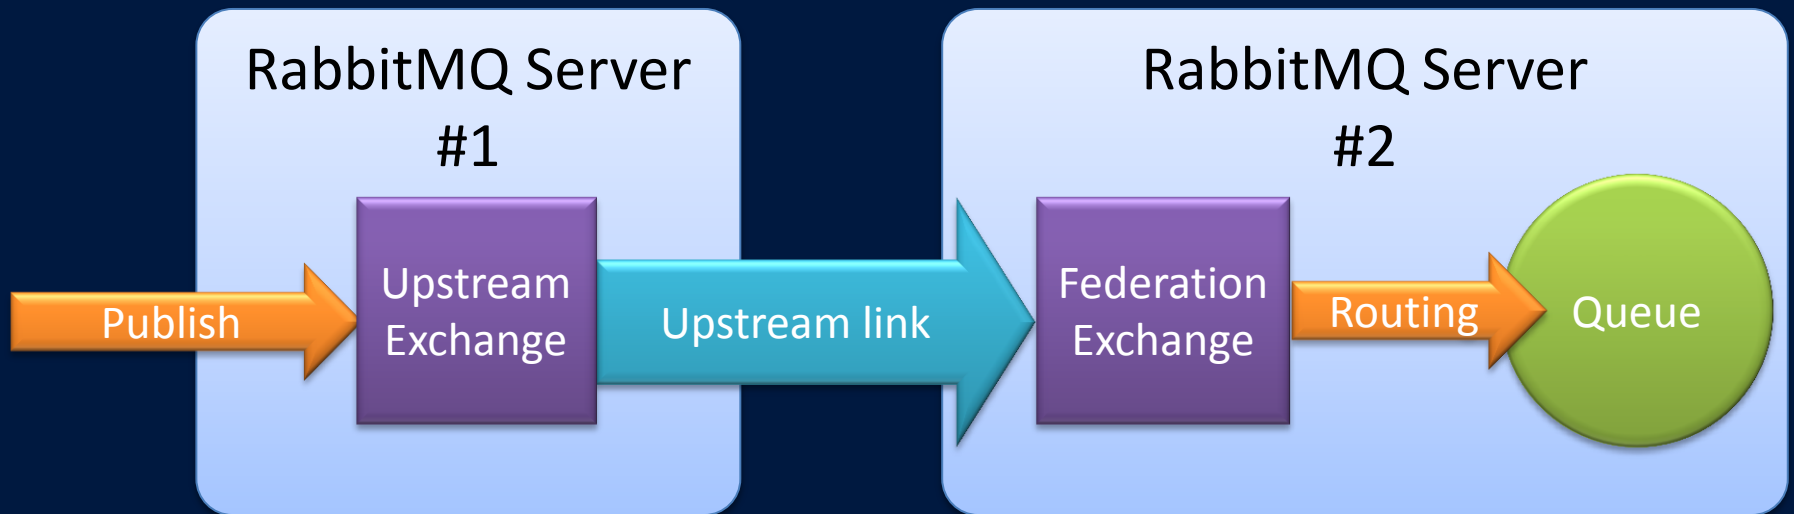 RabbitMQ Server
#1
RabbitMQ Server
#2
Publish
Upstream
Exchange
Upstream link
Federation
Exchange
Routing
Queue